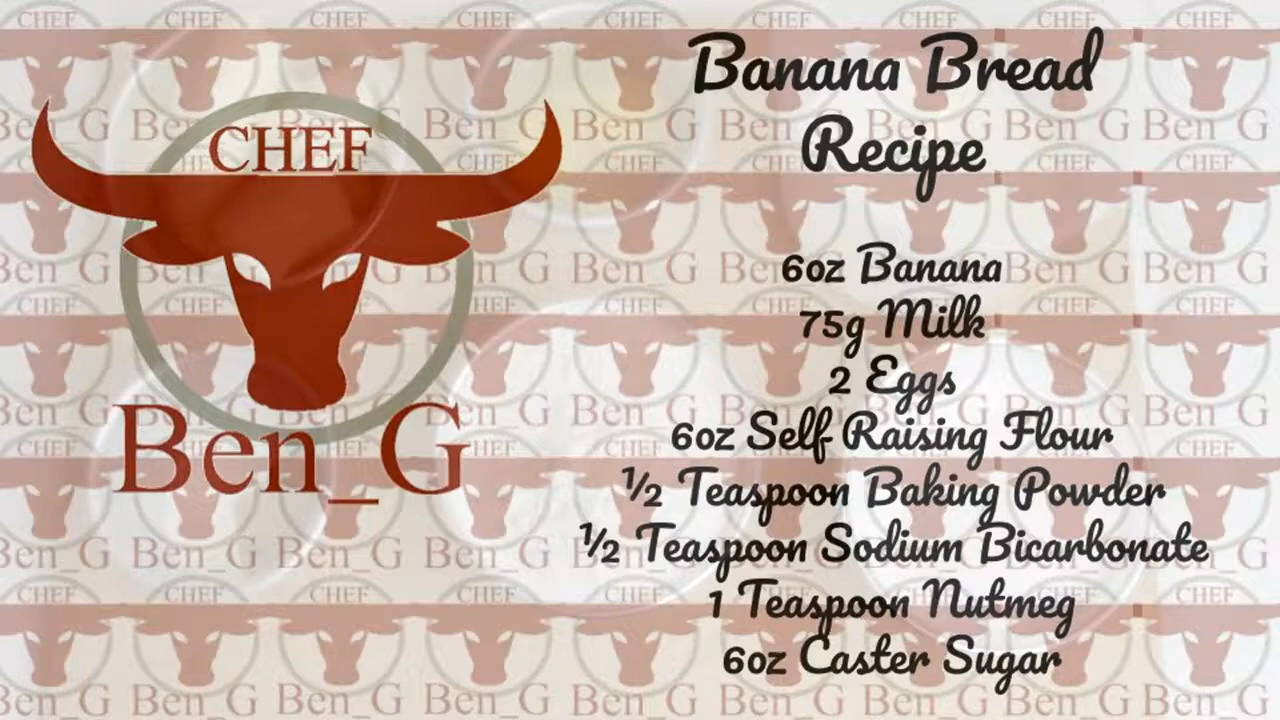 CHEF
Ben_G
Banana Bread
Recipe
6oz Banana
75g Milk
2 Eggs
6oz Self Raising Flour
½ Teaspoon Baking Powder
½ Teaspoon Sodium Bicarbonate
1 Teaspoon Nutmeg
6oz Caster Sugar